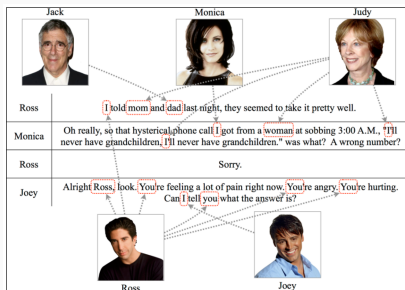 Jack Monica Judy
Ross I told mom and dad last night, they seemed to take it pretty well.
Monica Oh really, so that hysterical phone call I got from a woman at sobbing 3:00 A.M., "I'll
never have grandchildren, I'll never have grandchildren." was what? A wrong number?
Ross Sorry.
Joey Alright Ross, look. You're feeling a lot of pain right now. You're angry. You're hurting.
Can I tell you what the answer is?
Ross Joey